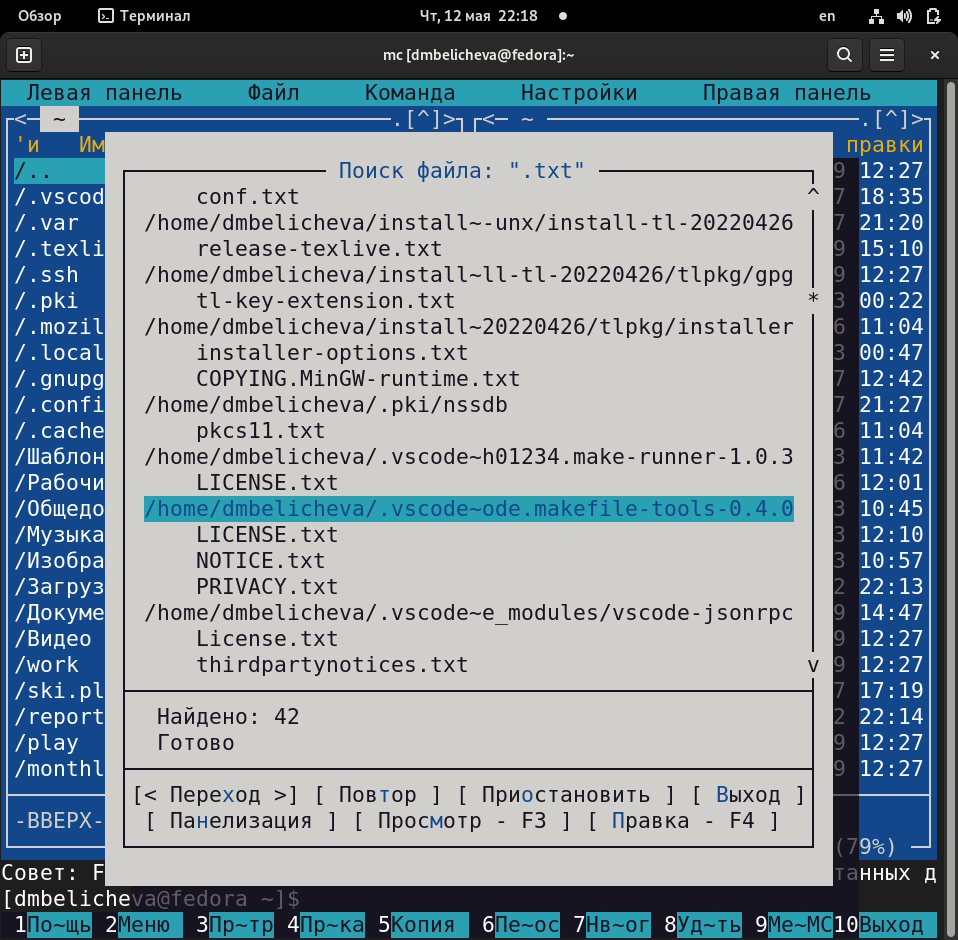 Обзор Терминал Чт, 12 мая 22:18 en
mc [dmbelicheva@fedora]:~
Левая панель Файл Команда Настройки Правая панель
<─ ~ .[^]> <─ ~ .[^]>
'и Им правки
Поиск файла: ".txt"
/.. 9 12:27
/.vscod conf.txt ^ 7 18:35
/.var /home/dmbelicheva/install~-unx/install-tl-20220426 7 21:20
/.texli release-texlive.txt 9 15:10
/.ssh /home/dmbelicheva/install~ll-tl-20220426/tlpkg/gpg 9 12:27
/.pki tl-key-extension.txt * 3 00:22
/.mozil /home/dmbelicheva/install~20220426/tlpkg/installer 6 11:04
/.local installer-options.txt 3 00:47
/.gnupg COPYING.MinGW-runtime.txt 7 12:42
/.confi /home/dmbelicheva/.pki/nssdb 7 21:27
/.cache pkcs11.txt 6 11:04
/Шаблон /home/dmbelicheva/.vscode~h01234.make-runner-1.0.3 3 11:42
/Рабочи LICENSE.txt 6 12:01
/Общедо /home/dmbelicheva/.vscode~ode.makefile-tools-0.4.0 3 10:45
/Музыка LICENSE.txt 3 12:10
/Изобра NOTICE.txt 3 10:57
/Загруз PRIVACY.txt 2 22:13
/Докуме /home/dmbelicheva/.vscode~e_modules/vscode-jsonrpc 9 14:47
/Видео License.txt 9 12:27
/work thirdpartynotices.txt v 9 12:27
/ski.pl 7 17:19
/report Найдено: 42 2 22:14
/play Готово 9 12:27
/monthl 9 12:27
[< Переход >] [ Повтор ] [ Приостановить ] [ Выход ]
-ВВЕРХ- [ Панелизация ] [ Просмотр - F3 ] [ Правка - F4 ]
(79%)
Совет: F танных д
[dmbelicheva@fedora ~]$
1По~щь 2Меню 3Пр~тр 4Пр~ка 5Копия 6Пе~ос 7Нв~ог 8Уд~ть 9Ме~МС10Выход